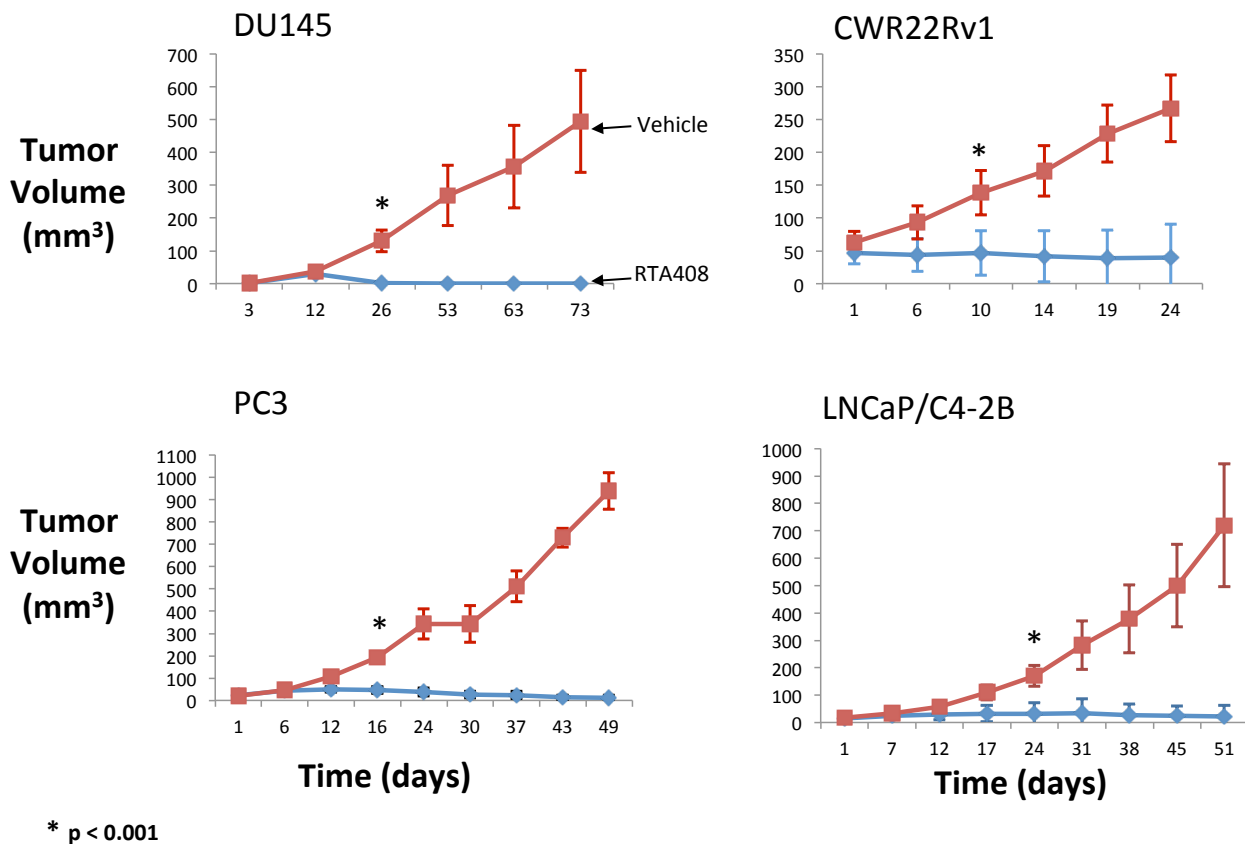 DU145
Tumor
Volume
(mm³)
700
600
500
400
300
200
100
0
*
Vehicle
RTA408
3 12 26 53 63 73
CWR22Rv1
350
300
250
200
150
100
50
0
*
1 6 10 14 19 24
PC3
Tumor
Volume
(mm³)
1100
1000
900
800
700
600
500
400
300
200
100
0
*
1 6 12 16 24 30 37 43 49
Time (days)
LNCaP/C4-2B
1000
900
800
700
600
500
400
300
200
100
0
*
1 7 12 17 24 31 38 45 51
Time (days)
* p < 0.001